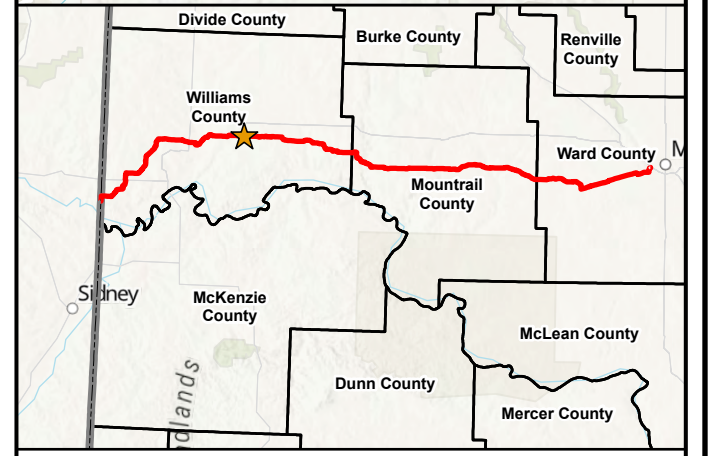 Divide County
Burke County
Renville
County
Williams
County
Ward County
M
Mountrail
County
Sidney
McKenzie
County
McLean County
dlands
Dunn County
Mercer County